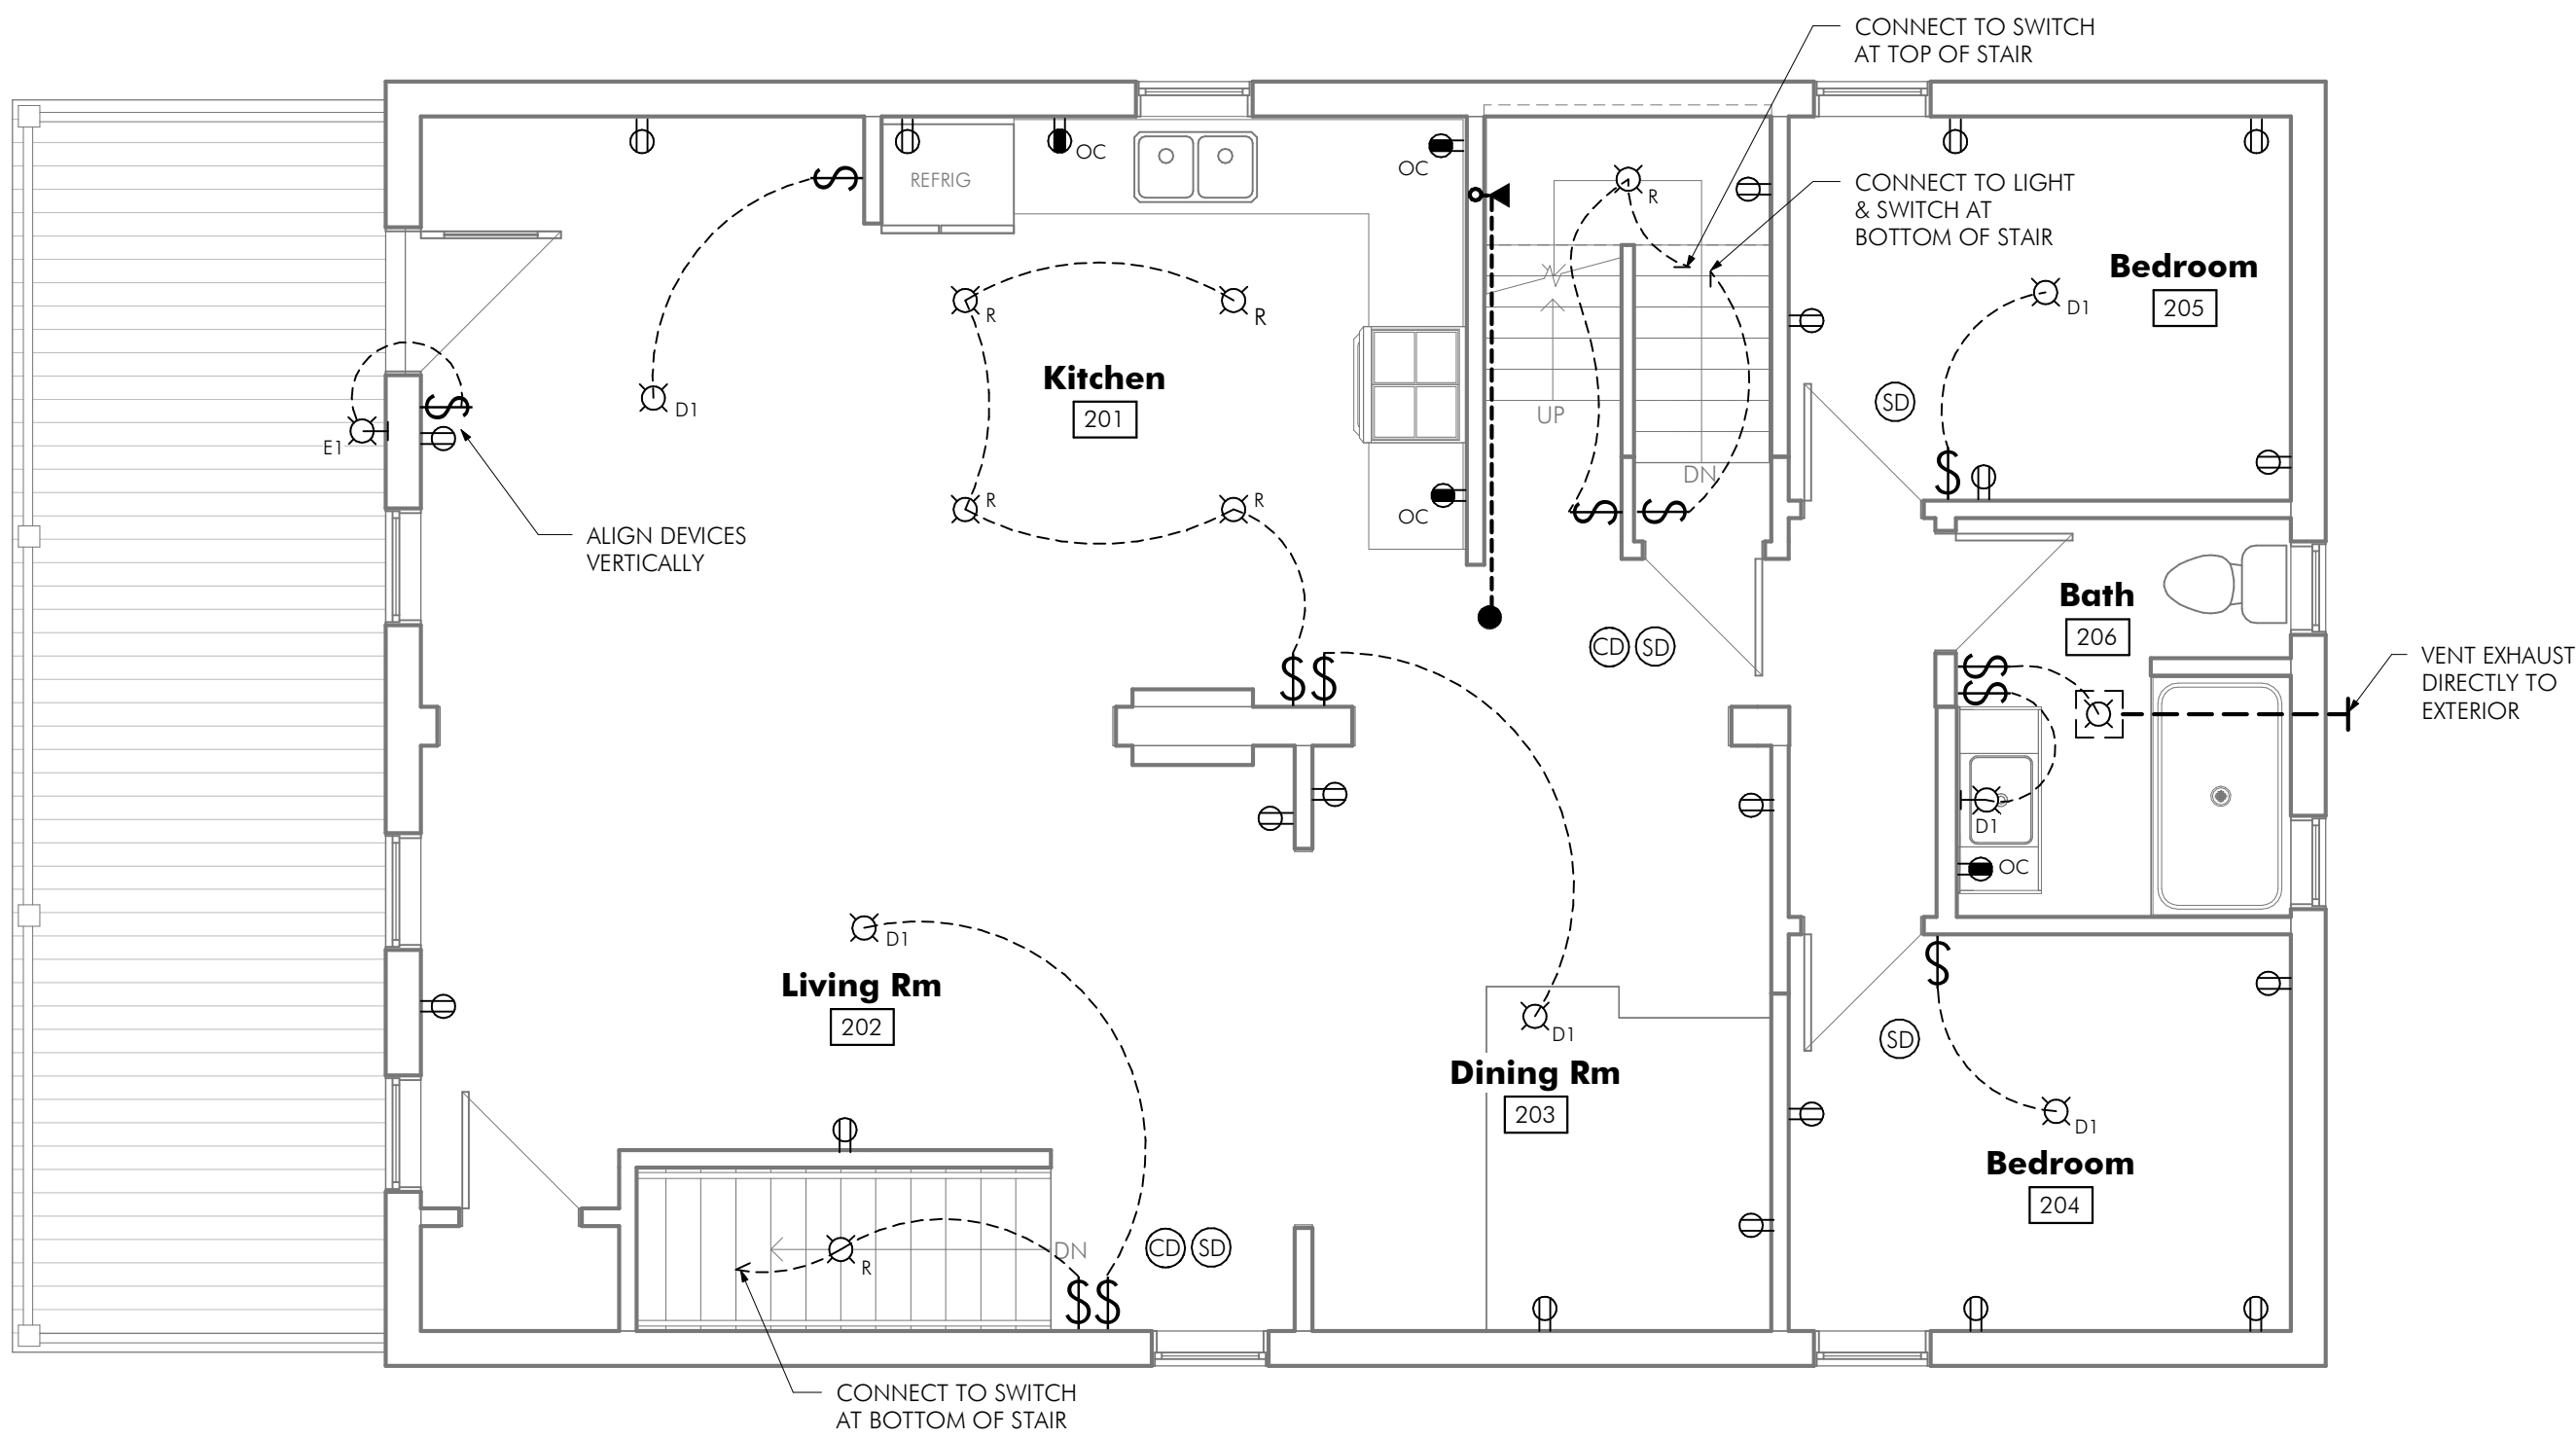 CONNECT TO SWITCH
AT TOP OF STAIR
OC
OC
REFRIG
R
CONNECT TO LIGHT
& SWITCH AT
BOTTOM OF STAIR
Bedroom
205
D1
R
R
Kitchen
201
D1
E1
SD
UP
DN
R
R
OC
ALIGN DEVICES
VERTICALLY
$
$
$
$
$
$
Bath
206
CD SD
VENT EXHAUST
DIRECTLY TO
EXTERIOR
$$
$
$
D1
OC
D1
Living Rm
202
$
SD
D1
Dining Rm
203
D1
Bedroom
204
DN
CD SD
R
$$
CONNECT TO SWITCH
AT BOTTOM OF STAIR